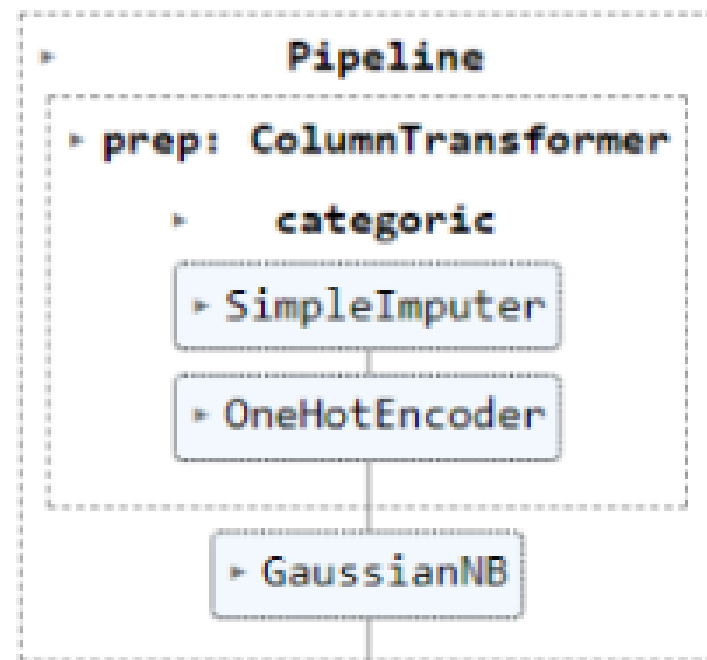 Pipeline
prep: ColumnTransformer
categoric
SimpleImputer
OneHotEncoder
GaussianNB